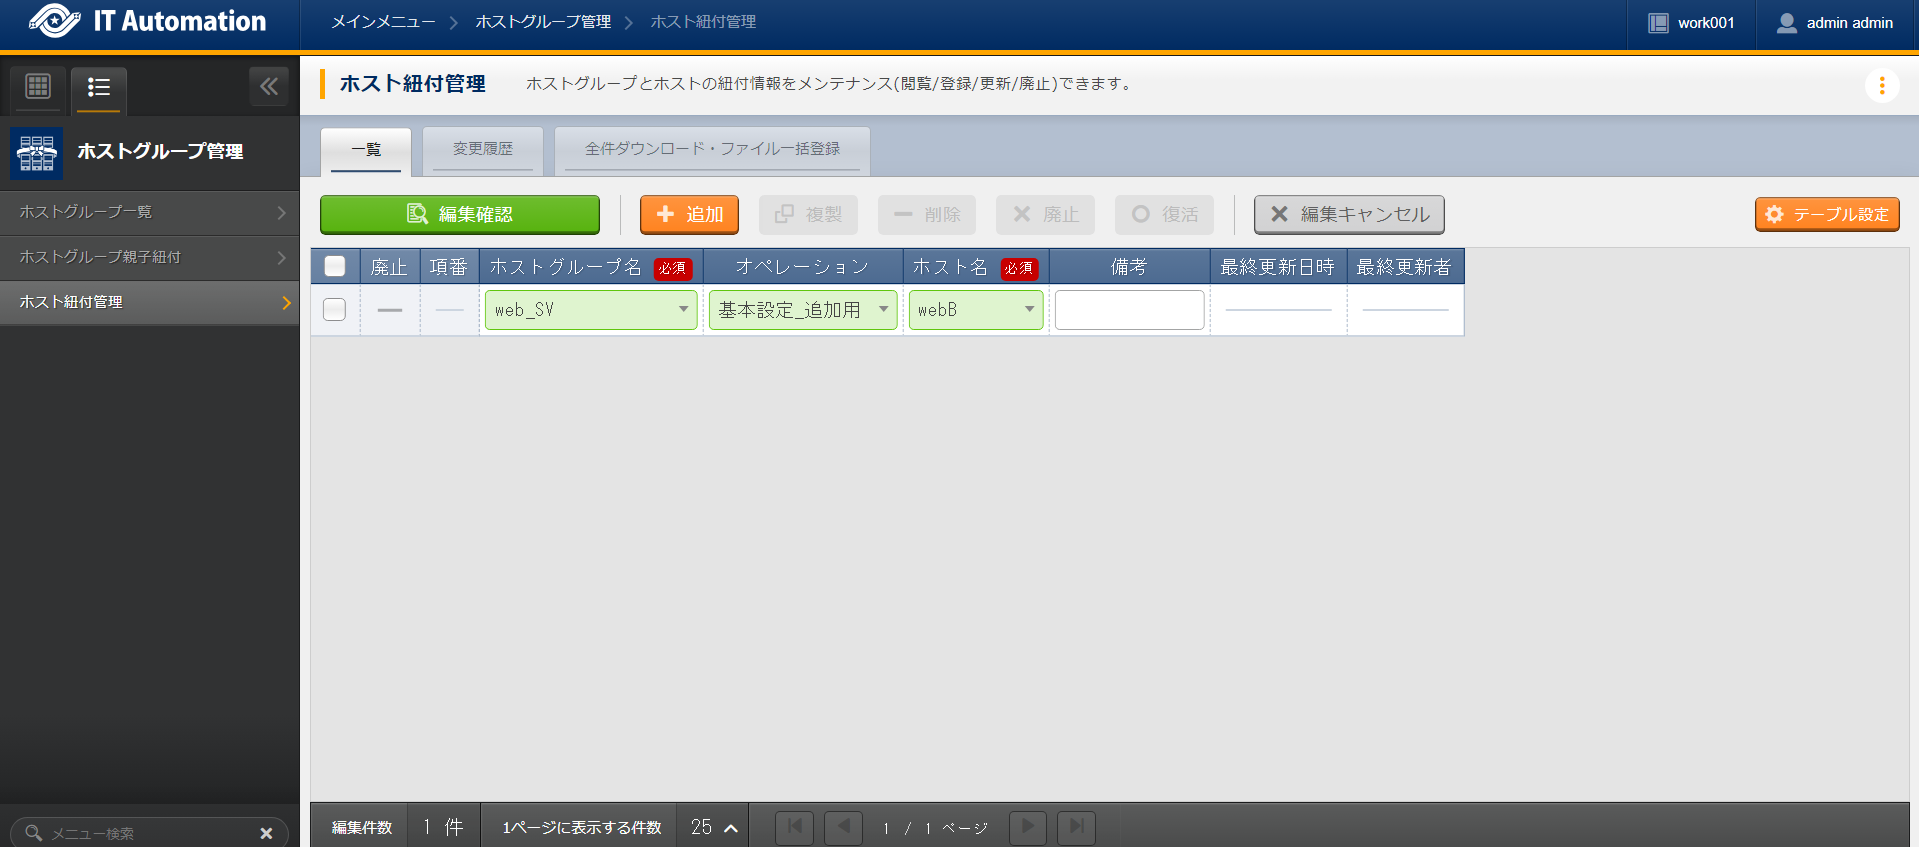 IT Automation
メインメニュー ホストグループ管理 ホスト紐付管理
work001
admin admin
ホストグループ管理
ホストグループ一覧
ホストグループ親子紐付
ホスト紐付管理
メニュー検索
ホスト紐付管理 ホストグループとホストの紐付情報をメンテナンス(閲覧/登録/更新/廃止)できます。
一覧 変更履歴 全件ダウンロード・ファイル一括登録
編集確認 追加 複製 削除 廃止 復活 編集キャンセル テーブル設定
廃止 項番 ホストグループ名 必須 オペレーション ホスト名 必須 備考 最終更新日時 最終更新者
web_SV 基本設定_追加用 webB
編集件数 1 件 1ページに表示する件数 25 1 / 1 ページ